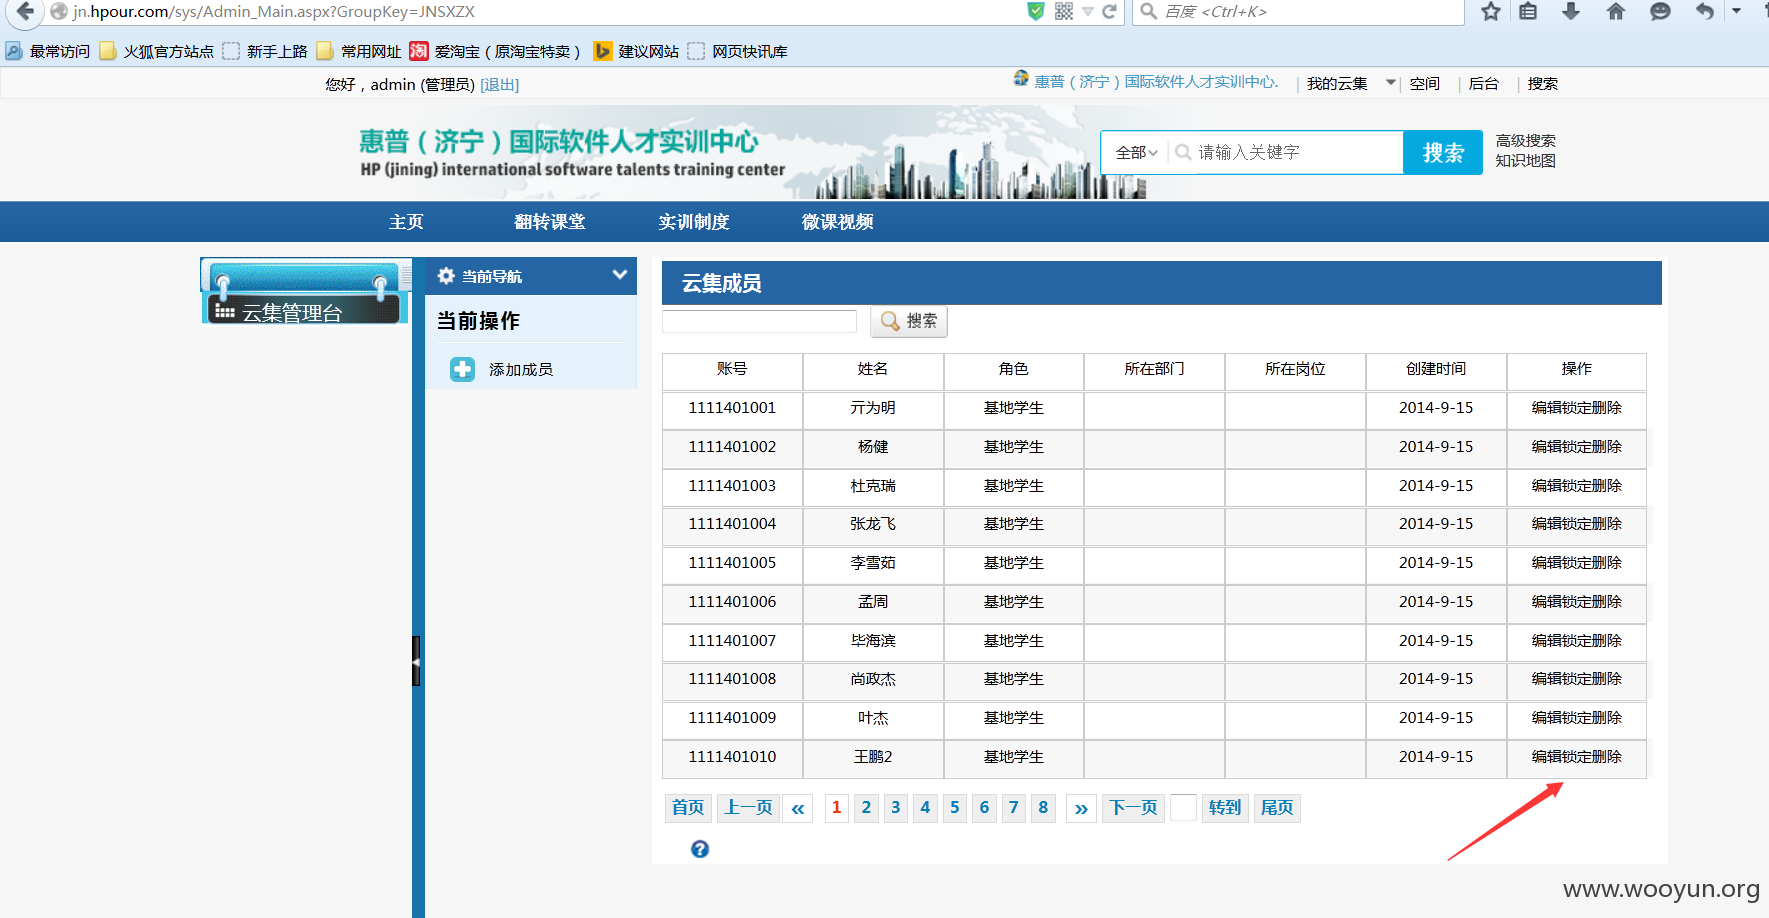 jn.hpour.com/sys/Admin_Main.aspx?GroupKey=JNSXZX
百度 <Ctrl+K>
最常访问 火狐官方站点 新手上路 常用网址 淘 爱淘宝（原淘宝特卖） 建议网站 网页快讯库
您好，admin (管理员) [退出]
惠普（济宁）国际软件人才实训中心. | 我的云集 | 空间 | 后台 | 搜索
惠普（济宁）国际软件人才实训中心
HP (jining) international software talents training center
全部 请输入关键字 搜索
高级搜索
知识地图
主页 翻转课堂 实训制度 微课视频
云集管理台
当前导航
当前操作
添加成员
云集成员
搜索
账号 姓名 角色 所在部门 所在岗位 创建时间 操作
1111401001 亓为明 基地学生 2014-9-15 编辑锁定删除
1111401002 杨健 基地学生 2014-9-15 编辑锁定删除
1111401003 杜克瑞 基地学生 2014-9-15 编辑锁定删除
1111401004 张龙飞 基地学生 2014-9-15 编辑锁定删除
1111401005 李雪茹 基地学生 2014-9-15 编辑锁定删除
1111401006 孟周 基地学生 2014-9-15 编辑锁定删除
1111401007 毕海滨 基地学生 2014-9-15 编辑锁定删除
1111401008 尚政杰 基地学生 2014-9-15 编辑锁定删除
1111401009 叶杰 基地学生 2014-9-15 编辑锁定删除
1111401010 王鹏2 基地学生 2014-9-15 编辑锁定删除
首页 上一页 « 1 2 3 4 5 6 7 8 » 下一页 转到 尾页
?
www.wooyun.org